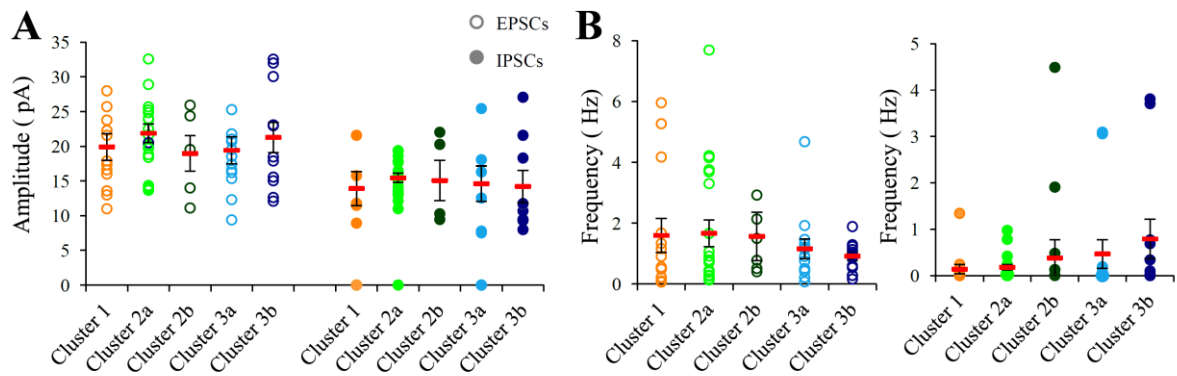 A
EPSCs
IPSCs
Amplitude ( pA)
35
30
25
20
15
10
5
0
Cluster 1
Cluster 2a
Cluster 2b
Cluster 3a
Cluster 3b
Cluster 1
Cluster 2a
Cluster 2b
Cluster 3a
Cluster 3b
B
Frequency ( Hz)
8
6
4
2
0
Cluster 1
Cluster 2a
Cluster 2b
Cluster 3a
Cluster 3b
Frequency ( Hz)
5
4
3
2
1
0
Cluster 1
Cluster 2a
Cluster 2b
Cluster 3a
Cluster 3b